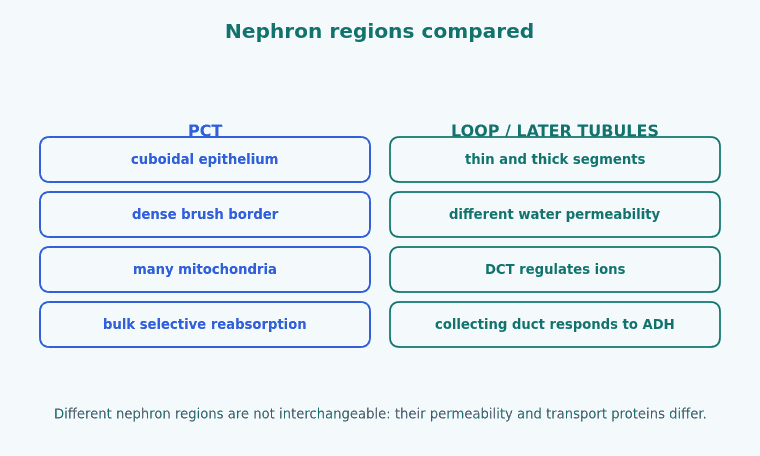 Nephron regions compared
PCT
cuboidal epithelium
dense brush border
many mitochondria
bulk selective reabsorption
LOOP / LATER TUBULES
thin and thick segments
different water permeability
DCT regulates ions
collecting duct responds to ADH
Different nephron regions are not interchangeable: their permeability and transport proteins differ.